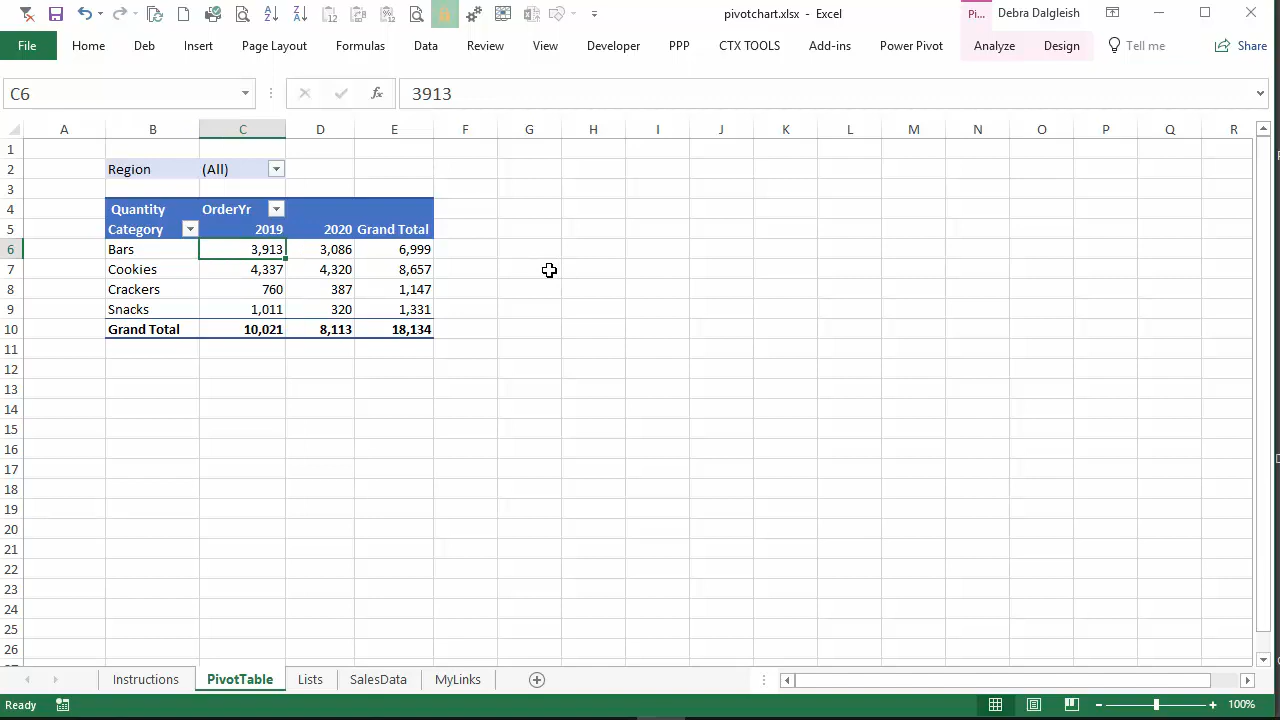 pivotchart.xlsx - Excel
Pi...
Debra Dalgleish
File Home Deb Insert Page Layout Formulas Data Review View Developer PPP CTX TOOLS Add-ins Power Pivot Analyze Design Tell me Share
C6 fx 3913
A B C D E F G H I J K L M N O P Q R
1
2 Region (All)
3
4 Quantity OrderYr
5 Category 2019 2020 Grand Total
6 Bars 3,913 3,086 6,999
7 Cookies 4,337 4,320 8,657
8 Crackers 760 387 1,147
9 Snacks 1,011 320 1,331
10 Grand Total 10,021 8,113 18,134
11
12
13
14
15
16
17
18
19
20
21
22
23
24
25
26
Instructions PivotTable Lists SalesData MyLinks
Ready 100%